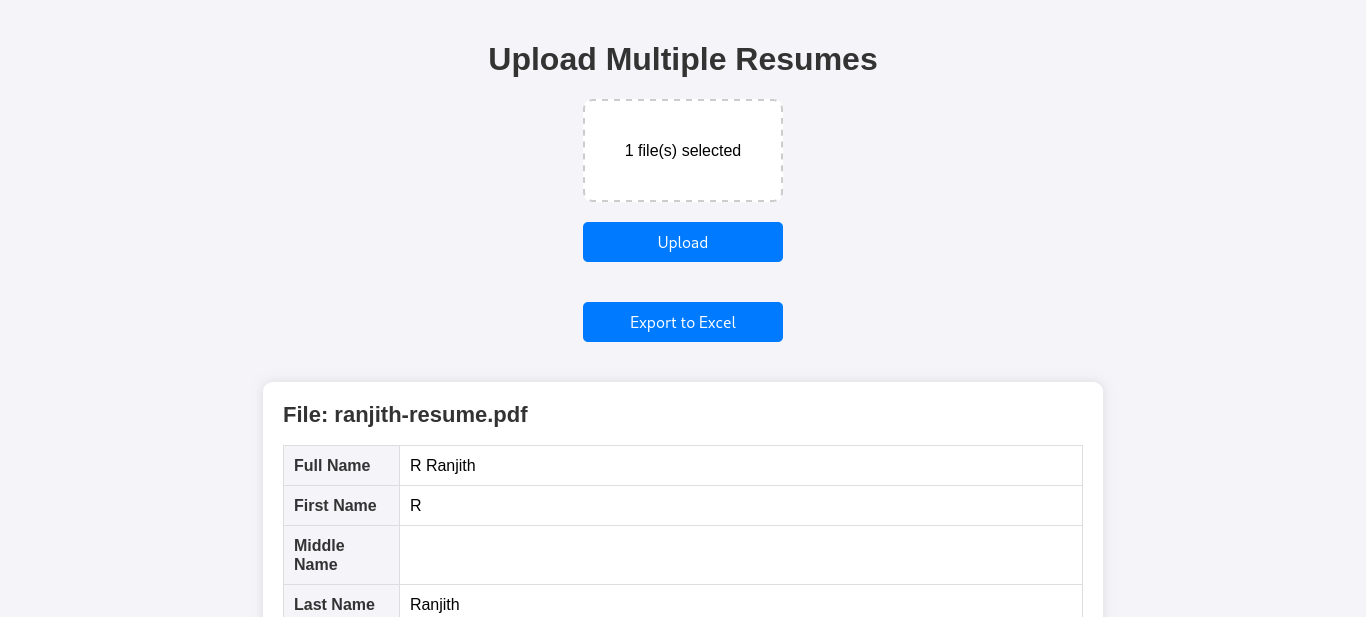 Upload Multiple Resumes
1 file(s) selected
Upload
Export to Excel
File: ranjith-resume.pdf
Full Name R Ranjith
First Name R
Middle
Name
Last Name Ranjith